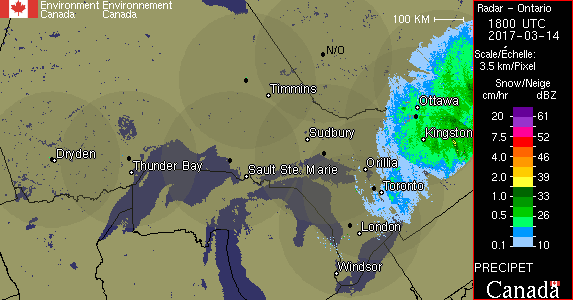 Environment Environnement
Canada Canada
100 KM
N/O
Timmins
Ottawa
Sudbury
Kingston
Dryden
Thunder Bay
Sault Ste. Marie
Orillia
Toronto
London
Windsor
Radar - Ontario
1800 UTC
2017-03-14
Scale/Échelle:
3.5 km/Pixel
Snow/Neige
cm/hr dBZ
20 61
7.5 52
4.0 46
2.0 39
1.0 33
0.5 26
0.1 10
PRECIPET
Canada